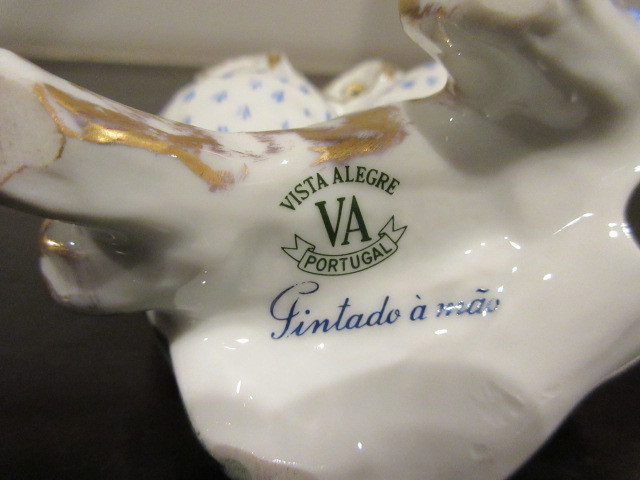 VISTA ALEGRE
VA
PORTUGAL
Pintado à mão